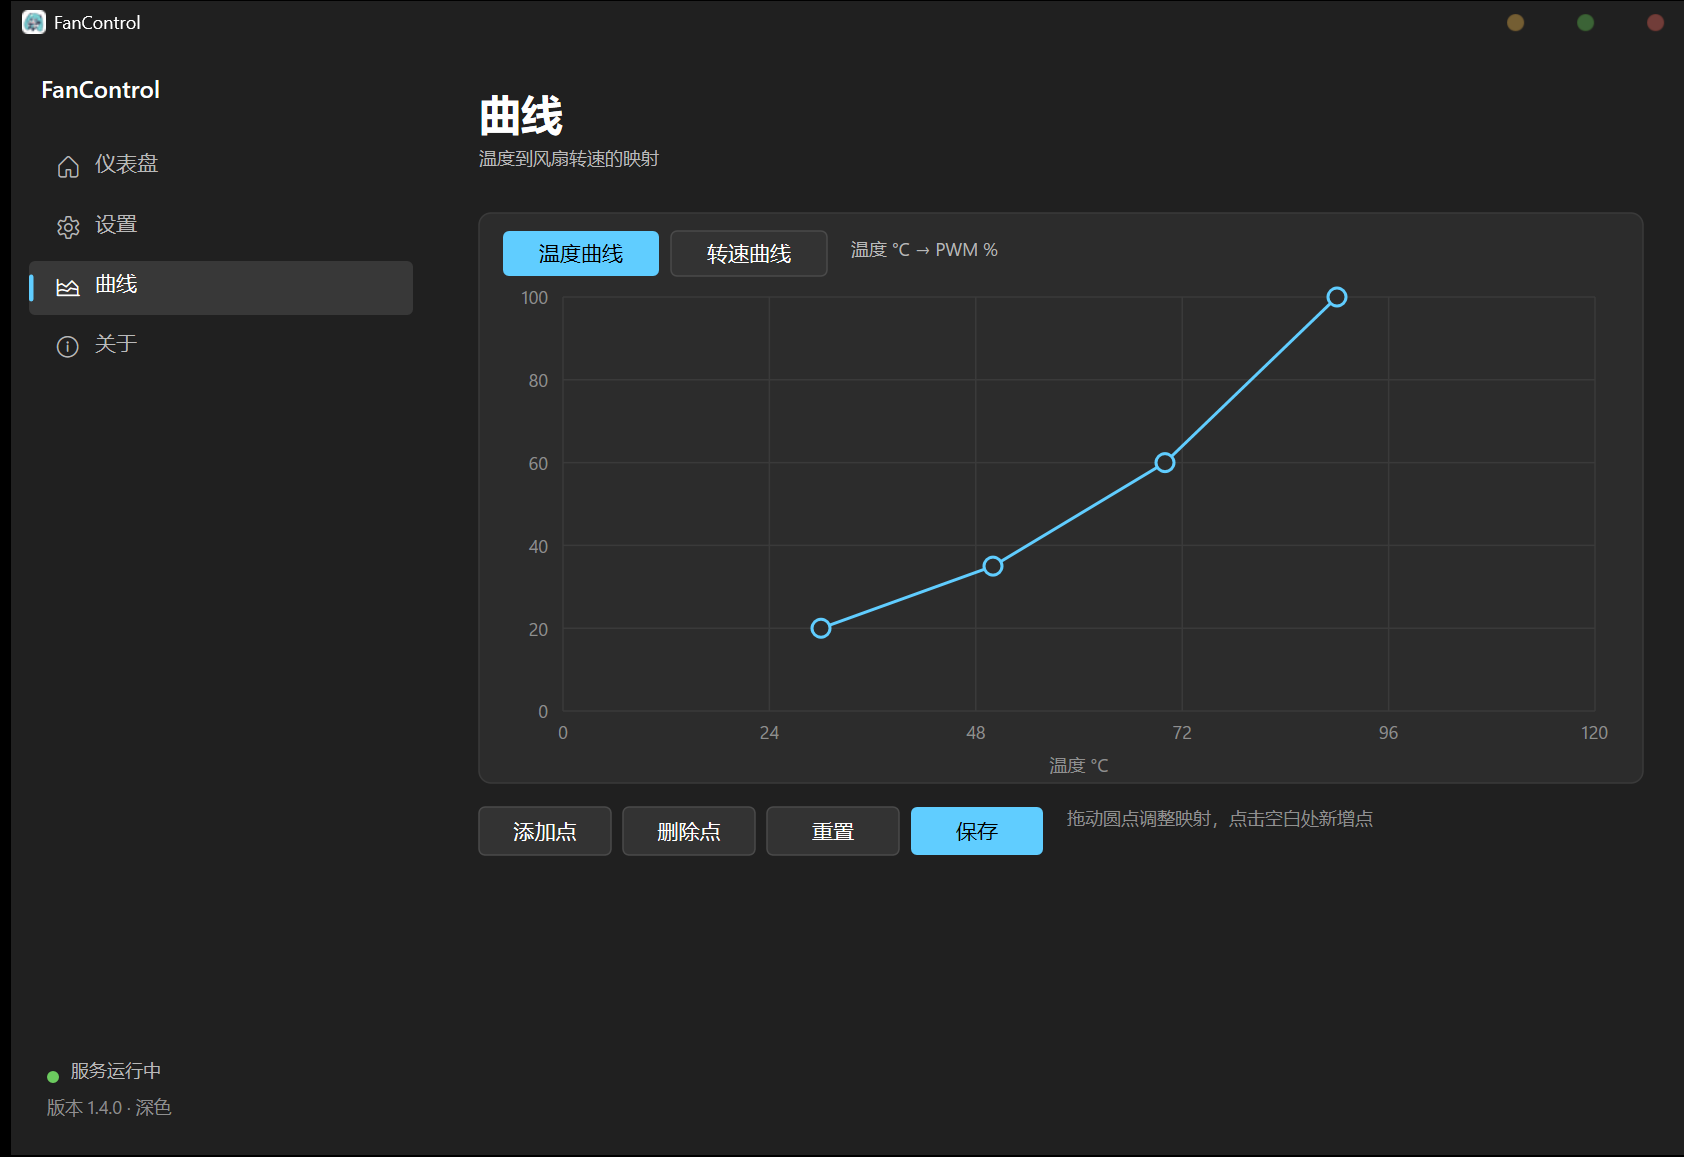 FanControl
FanControl
仪表盘
设置
曲线
关于
服务运行中
版本 1.4.0 · 深色
曲线
温度到风扇转速的映射
温度曲线
转速曲线
温度 °C → PWM %
100
80
60
40
20
0
0
24
48
72
96
120
温度 °C
添加点
删除点
重置
保存
拖动圆点调整映射，点击空白处新增点